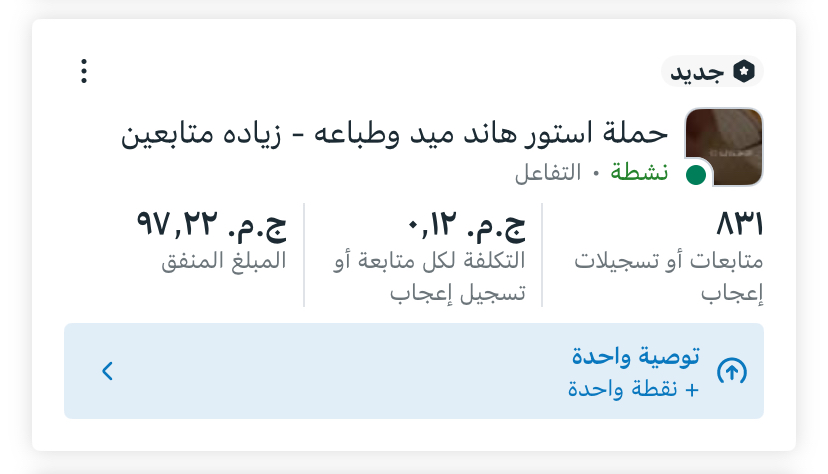 جديد
حملة استور هاند ميد وطباعه - زياده متابعين
نشطة • التفاعل
٨٣١
متابعات أو تسجيلات
إعجاب
ج.م.‏ ٠,١٢
التكلفة لكل متابعة أو
تسجيل إعجاب
ج.م.‏ ٩٧,٢٢
المبلغ المنفق
توصية واحدة
+ نقطة واحدة